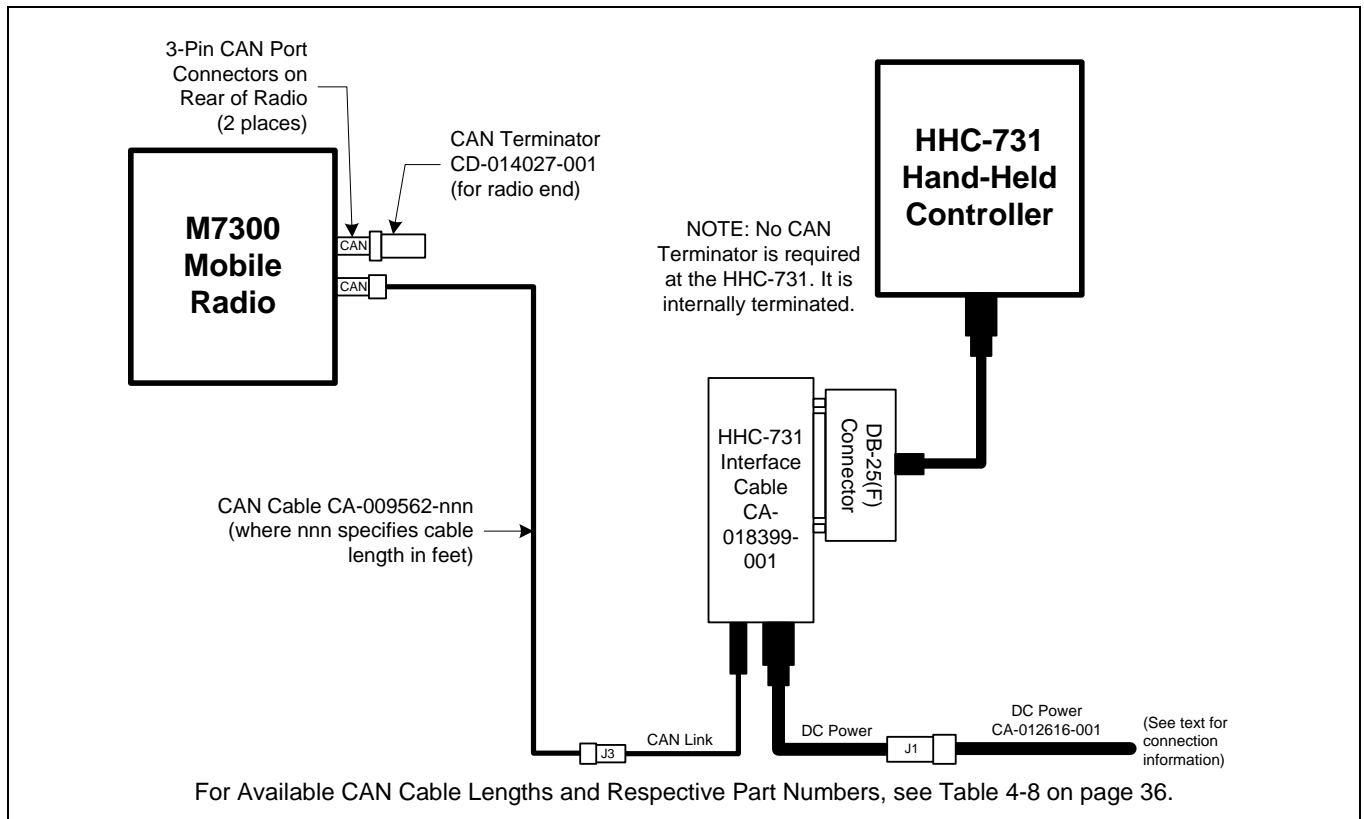 3-Pin CAN Port
Connectors on
Rear of Radio
(2 places)
CAN Terminator
CD-014027-001
(for radio end)
M7300
Mobile
Radio
CAN
CAN
HHC-731
Hand-Held
Controller
NOTE: No CAN
Terminator is required
at the HHC-731. It is
internally terminated.
HHC-731
Interface
Cable
CA-
018399-
001
DB-25(F)
Connector
CAN Cable CA-009562-nnn
(where nnn specifies cable
length in feet)
J3
CAN Link
DC Power
J1
DC Power
CA-012616-001
(See text for
connection
information)
For Available CAN Cable Lengths and Respective Part Numbers, see Table 4-8 on page 36.